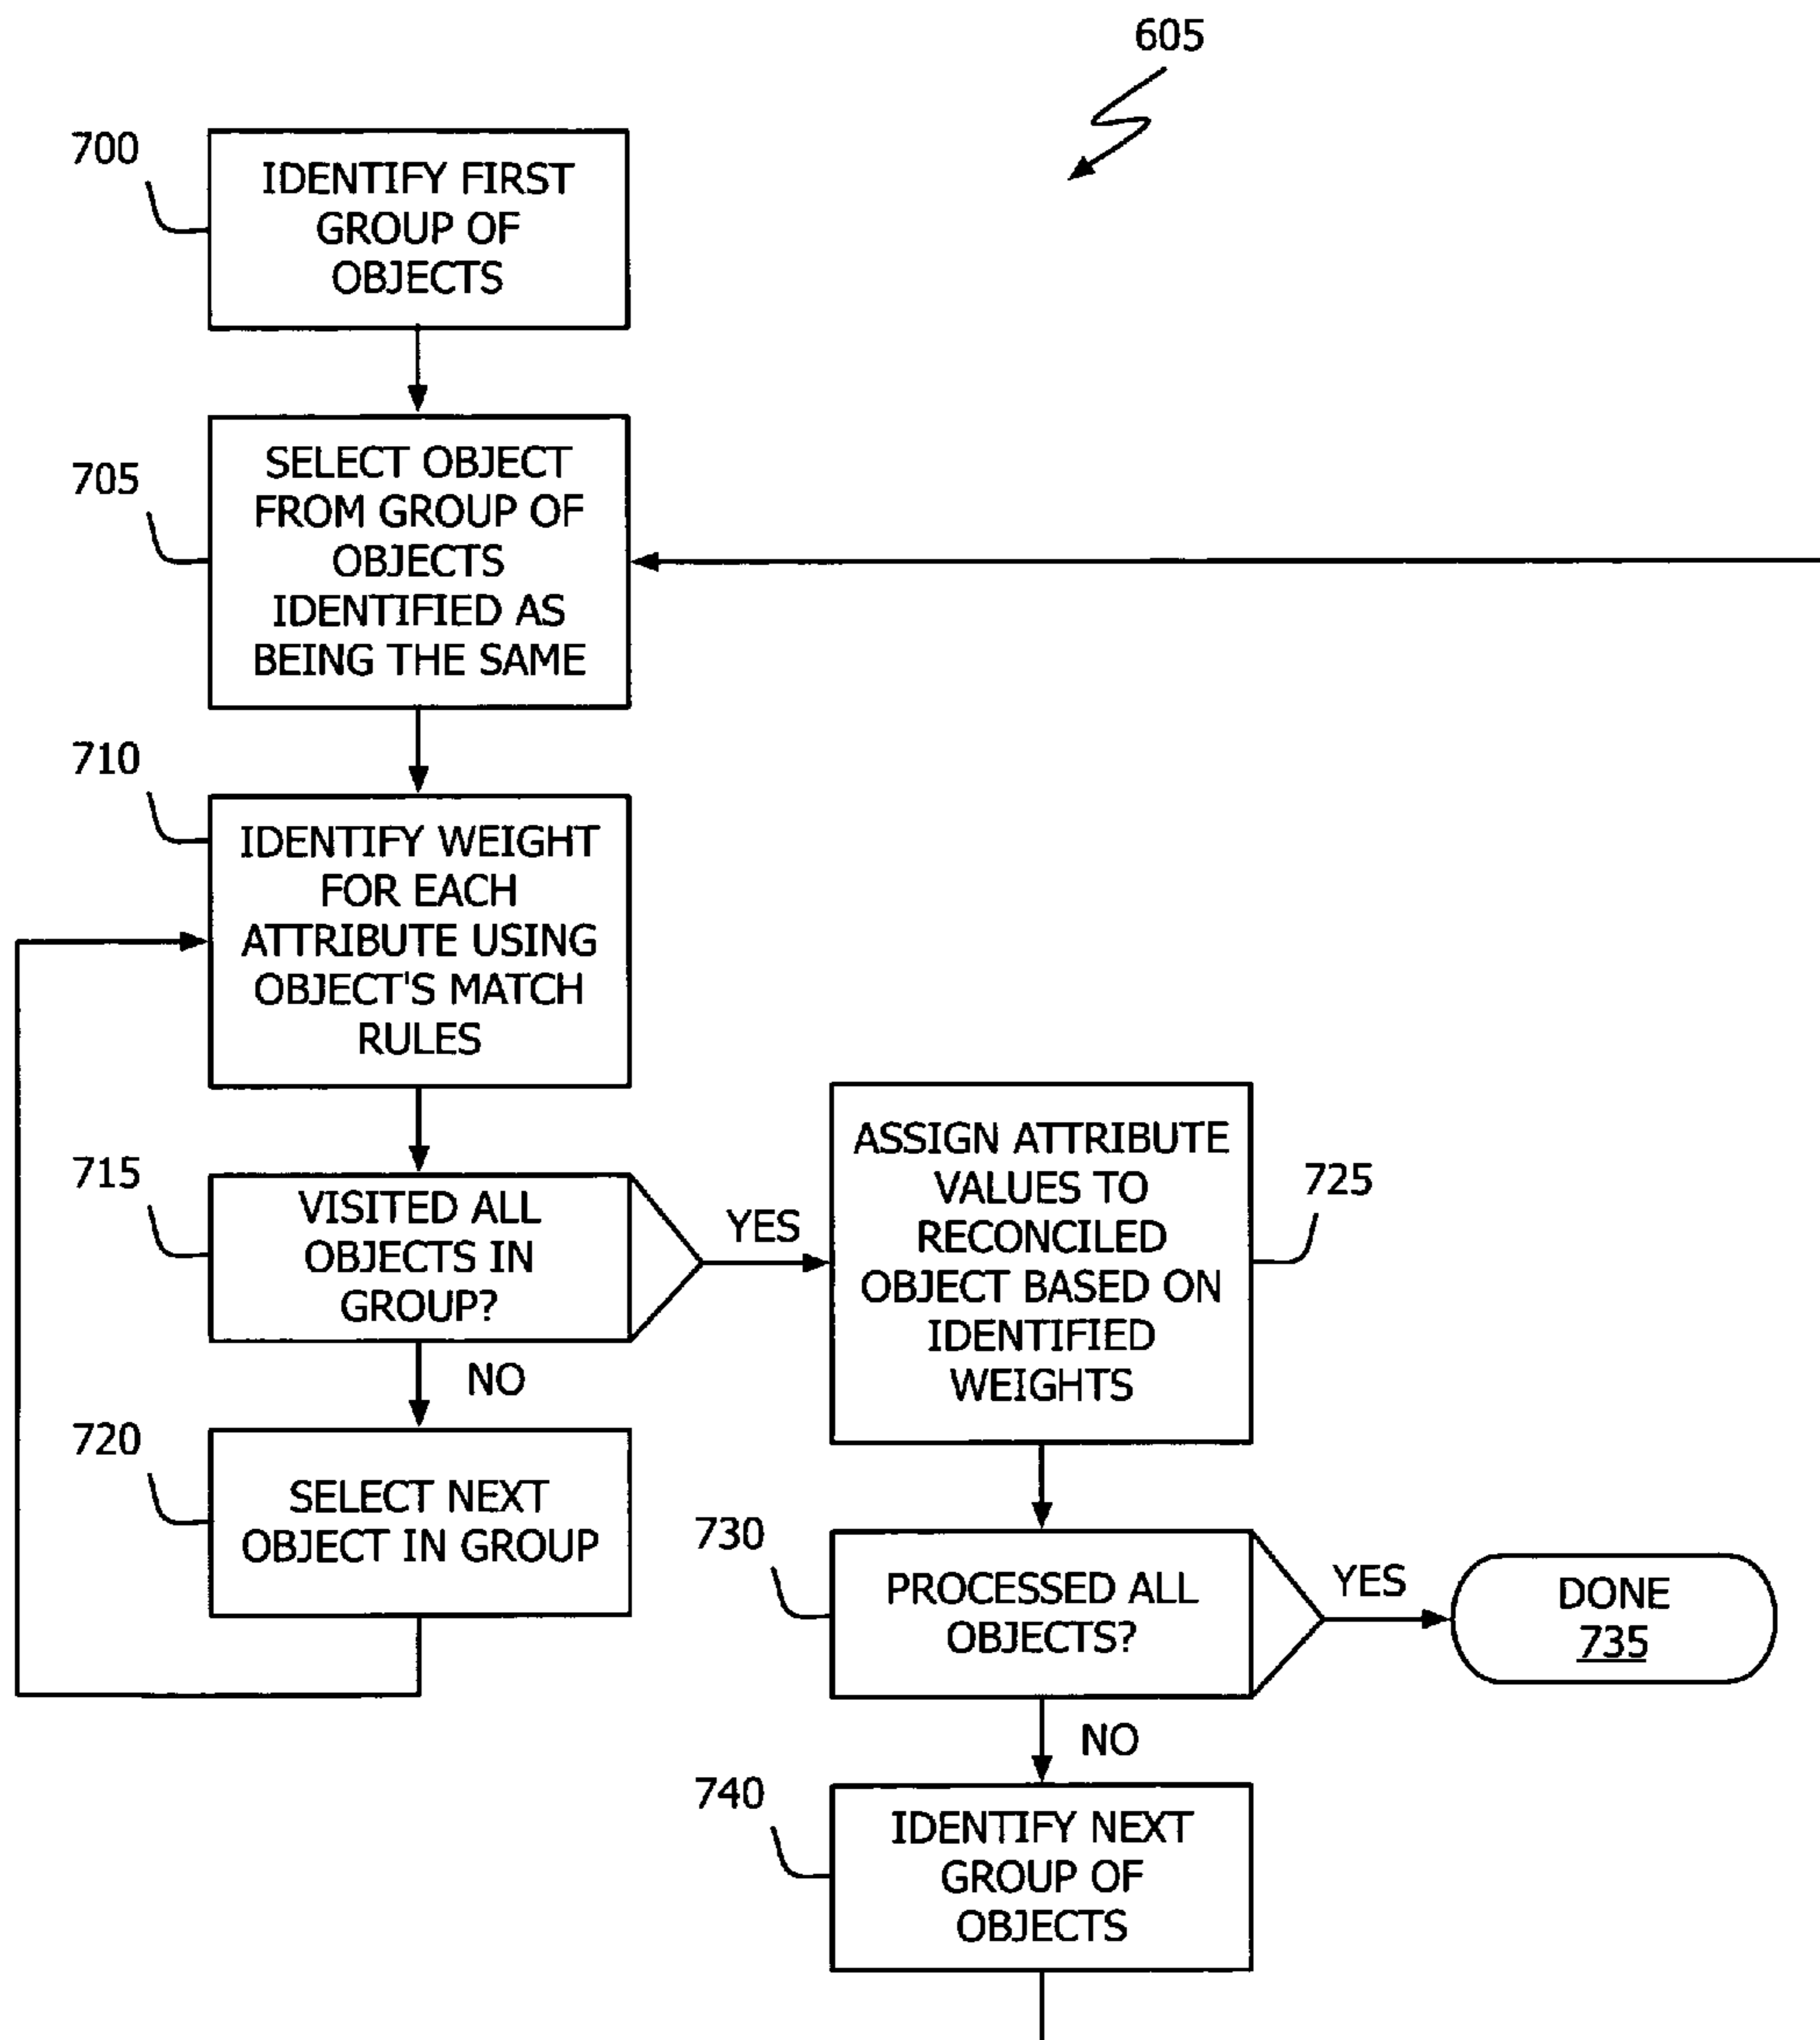 605
700
IDENTIFY FIRST
GROUP OF
OBJECTS
705
SELECT OBJECT
FROM GROUP OF
OBJECTS
IDENTIFIED AS
BEING THE SAME
710
IDENTIFY WEIGHT
FOR EACH
ATTRIBUTE USING
OBJECT'S MATCH
RULES
715
VISITED ALL
OBJECTS IN
GROUP?
YES
NO
720
SELECT NEXT
OBJECT IN GROUP
ASSIGN ATTRIBUTE
VALUES TO
RECONCILED
OBJECT BASED ON
IDENTIFIED
WEIGHTS
725
730
PROCESSED ALL
OBJECTS?
YES
DONE
735
NO
740
IDENTIFY NEXT
GROUP OF
OBJECTS